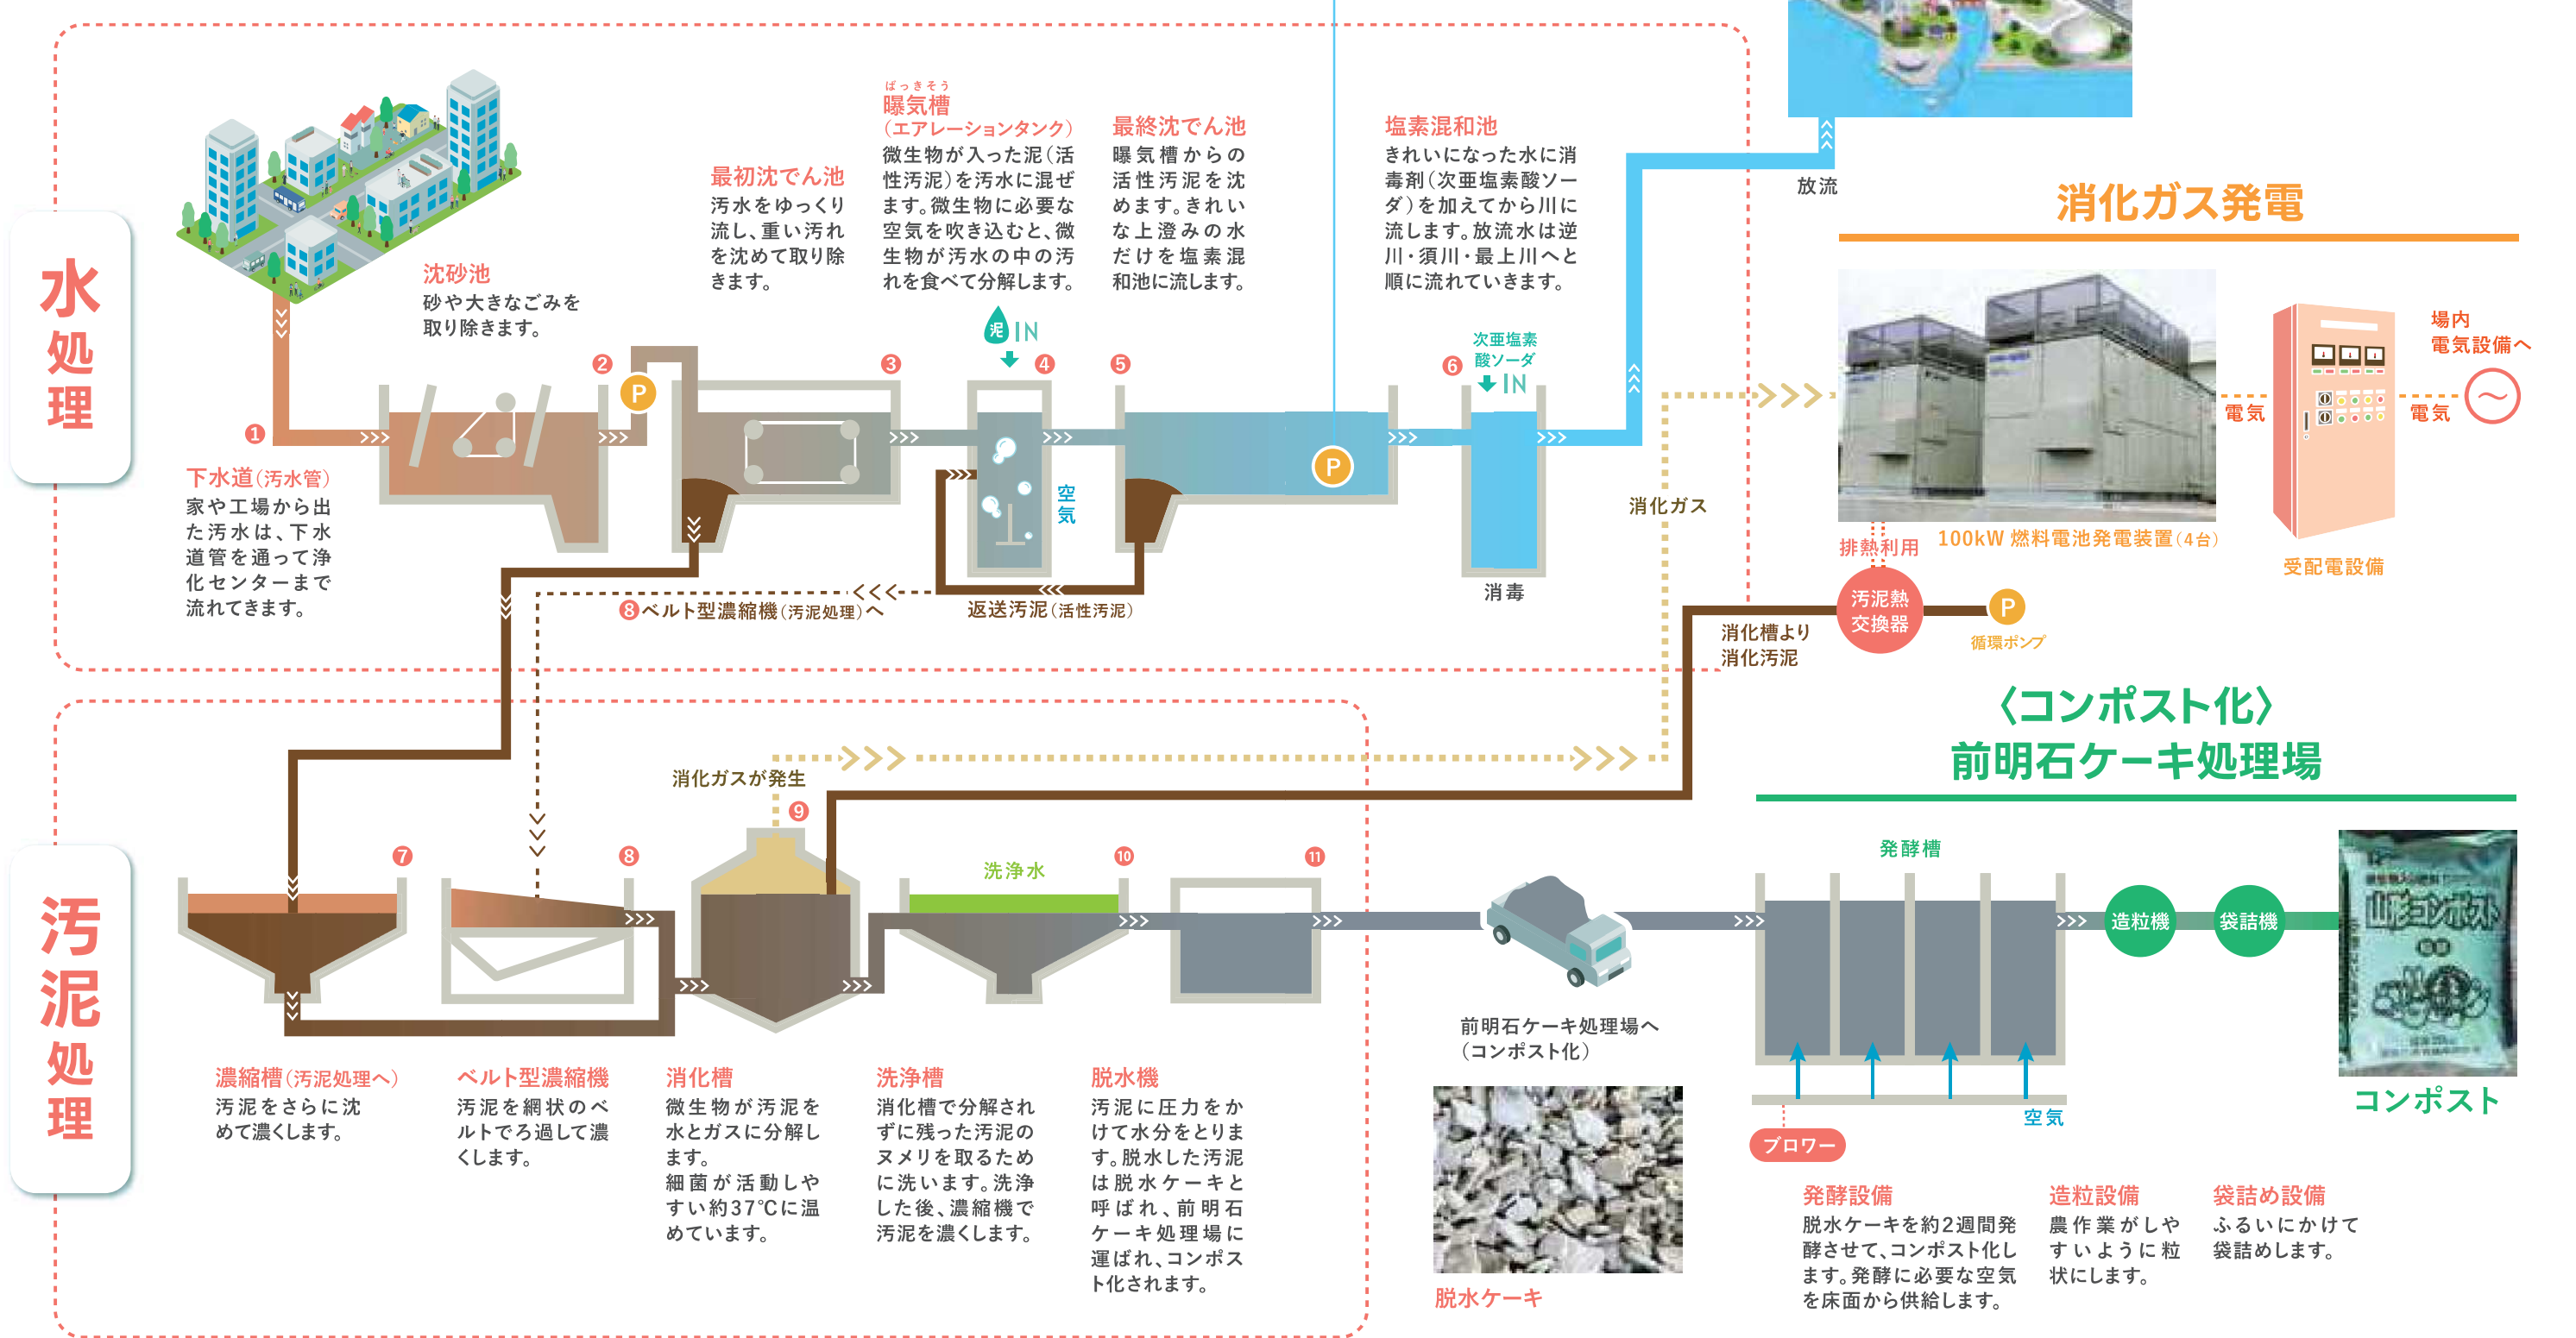 水処理
下水道(汚水管)
家や工場から出
た汚水は、下水
道管を通って浄
化センターまで
流れてきます。
沈砂池
砂や大きなごみを
取り除きます。
最初沈でん池
汚水をゆっくり
流し、重い汚れ
を沈めて取り除
きます。
ばっきそう
曝気槽
(エアレーションタンク)
微生物が入った泥(活
性汚泥)を汚水に混ぜ
ます。微生物に必要な
空気を吹き込むと、微
生物が汚水の中の汚
れを食べて分解します。
最終沈でん池
曝気槽からの
活性汚泥を沈
めます。きれい
な上澄みの水
だけを塩素混
和池に流します。
塩素混和池
きれいになった水に消
毒剤(次亜塩素酸ソー
ダ)を加えてから川に
流します。放流水は逆
川・須川・最上川へと
順に流れていきます。
泥 IN
次亜塩素
酸ソーダ
IN
1
2
P
3
4
5
P
6
空気
消毒
返送汚泥(活性汚泥)
8 ベルト型濃縮機(汚泥処理)へ
放流
消化ガス
消化ガス発電
100kW 燃料電池発電装置(4台)
電気
電気
場内
電気設備へ
受配電設備
排熱利用
汚泥熱
交換器
P
循環ポンプ
消化槽より
消化汚泥
汚泥処理
消化ガスが発生
7
8
9
洗浄水
10
11
濃縮槽(汚泥処理へ)
汚泥をさらに沈
めて濃くします。
ベルト型濃縮機
汚泥を網状のベ
ルトでろ過して濃
くします。
消化槽
微生物が汚泥を
水とガスに分解し
ます。
細菌が活動しや
すい約37℃に温
めています。
洗浄槽
消化槽で分解され
ずに残った汚泥の
ヌメリを取るため
に洗います。洗浄
した後、濃縮機で
汚泥を濃くします。
脱水機
汚泥に圧力をか
けて水分をとりま
す。脱水した汚泥
は脱水ケーキと
呼ばれ、前明石
ケーキ処理場に
運ばれ、コンポス
ト化されます。
前明石ケーキ処理場へ
(コンポスト化)
脱水ケーキ
〈コンポスト化〉
前明石ケーキ処理場
発酵槽
造粒機
袋詰機
山形コンポスト
コンポスト
空気
ブロワー
発酵設備
脱水ケーキを約2週間発
酵させて、コンポスト化し
ます。発酵に必要な空気
を床面から供給します。
造粒設備
農作業がしや
すいように粒
状にします。
袋詰め設備
ふるいにかけて
袋詰めします。